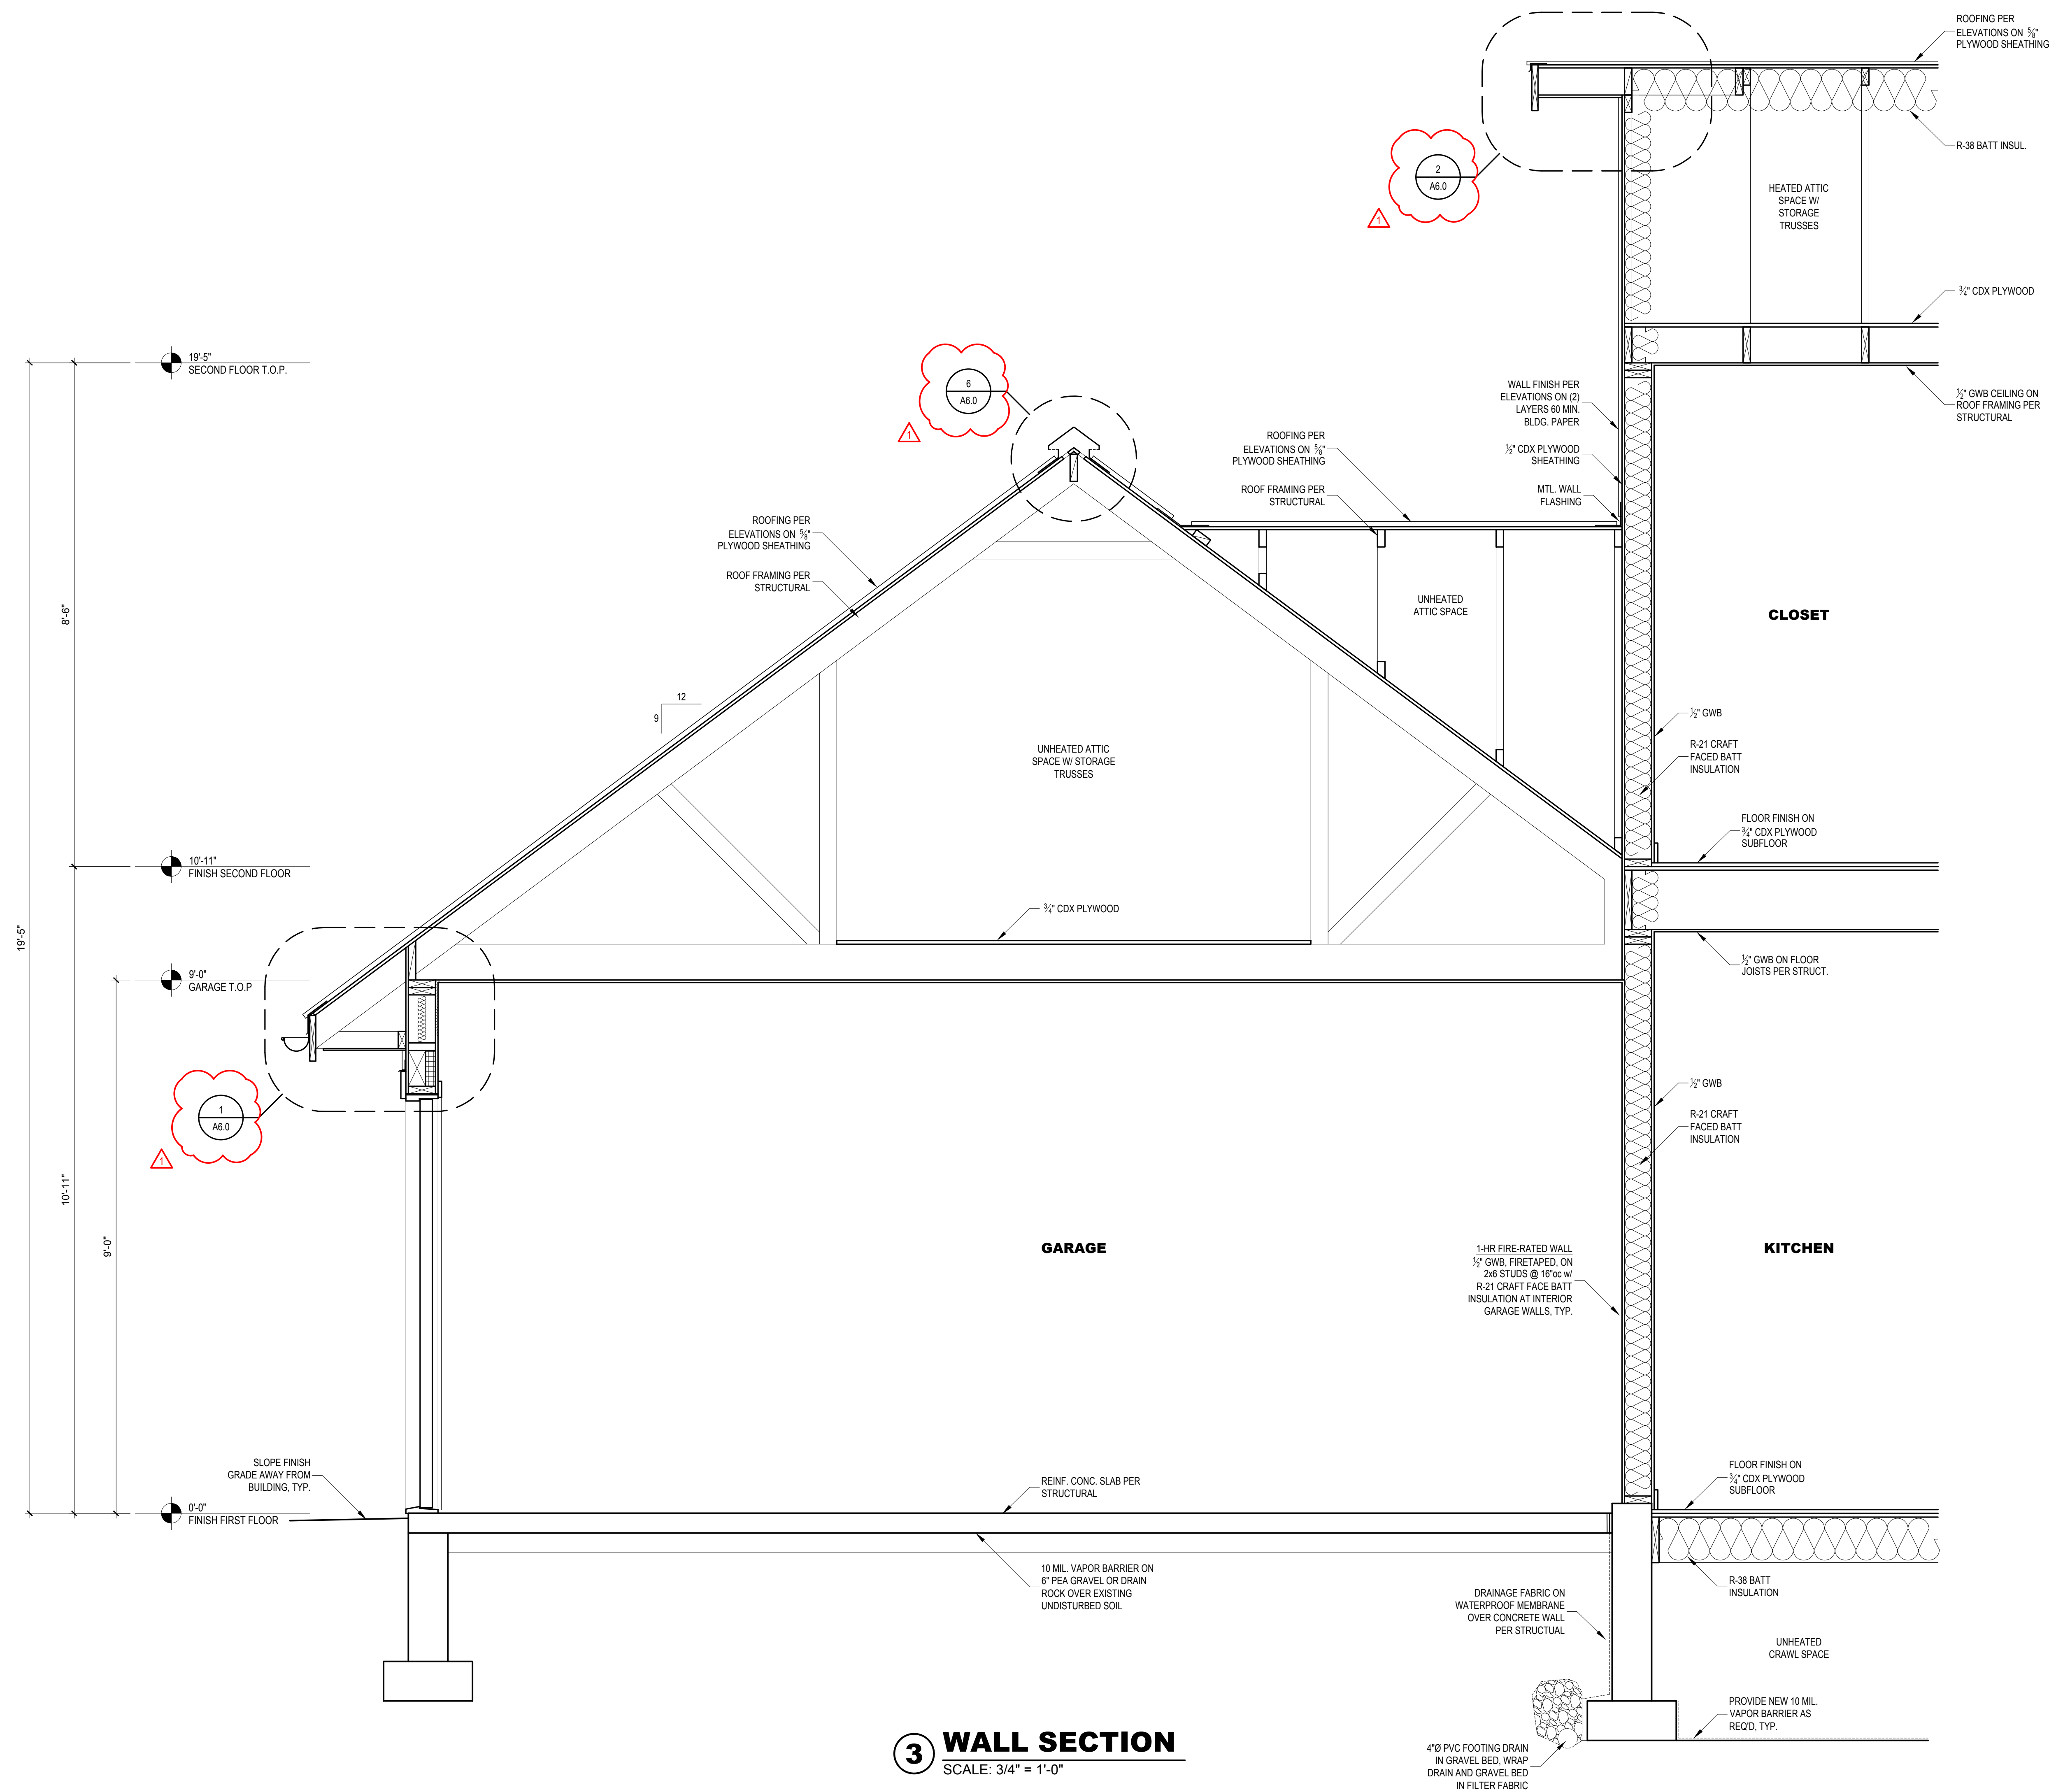 ROOFING PER
ELEVATIONS ON 5/8"
PLYWOOD SHEATHING
R-38 BATT INSUL.
2
A6.0
1
HEATED ATTIC
SPACE W/
STORAGE
TRUSSES
3/4" CDX PLYWOOD
19'-5"
SECOND FLOOR T.O.P.
6
A6.0
1
WALL FINISH PER
ELEVATIONS ON (2)
LAYERS 60 MIN.
BLDG. PAPER
1/2" GWB CEILING ON
ROOF FRAMING PER
STRUCTURAL
ROOFING PER
ELEVATIONS ON 5/8"
PLYWOOD SHEATHING
1/2" CDX PLYWOOD
SHEATHING
ROOF FRAMING PER
STRUCTURAL
MTL. WALL
FLASHING
ROOFING PER
ELEVATIONS ON 5/8"
PLYWOOD SHEATHING
ROOF FRAMING PER
STRUCTURAL
UNHEATED
ATTIC SPACE
CLOSET
8'-6"
12
9
1/2" GWB
R-21 CRAFT
FACED BATT
INSULATION
UNHEATED ATTIC
SPACE W/ STORAGE
TRUSSES
FLOOR FINISH ON
3/4" CDX PLYWOOD
SUBFLOOR
10'-11"
FINISH SECOND FLOOR
3/4" CDX PLYWOOD
19'-5"
1/2" GWB ON FLOOR
JOISTS PER STRUCT.
9'-0"
GARAGE T.O.P
1
A6.0
1
1/2" GWB
R-21 CRAFT
FACED BATT
INSULATION
10'-11"
9'-0"
GARAGE
1-HR FIRE-RATED WALL
1/2" GWB, FIRETAPED, ON
2x6 STUDS @ 16"oc w/
R-21 CRAFT FACE BATT
INSULATION AT INTERIOR
GARAGE WALLS, TYP.
KITCHEN
SLOPE FINISH
GRADE AWAY FROM
BUILDING, TYP.
REINF. CONC. SLAB PER
STRUCTURAL
FLOOR FINISH ON
3/4" CDX PLYWOOD
SUBFLOOR
0'-0"
FINISH FIRST FLOOR
10 MIL. VAPOR BARRIER ON
6" PEA GRAVEL OR DRAIN
ROCK OVER EXISTING
UNDISTURBED SOIL
DRAINAGE FABRIC ON
WATERPROOF MEMBRANE
OVER CONCRETE WALL
PER STRUCTUAL
R-38 BATT
INSULATION
UNHEATED
CRAWL SPACE
PROVIDE NEW 10 MIL.
VAPOR BARRIER AS
REQ'D, TYP.
4"Ø PVC FOOTING DRAIN
IN GRAVEL BED, WRAP
DRAIN AND GRAVEL BED
IN FILTER FABRIC
3 WALL SECTION
SCALE: 3/4" = 1'-0"